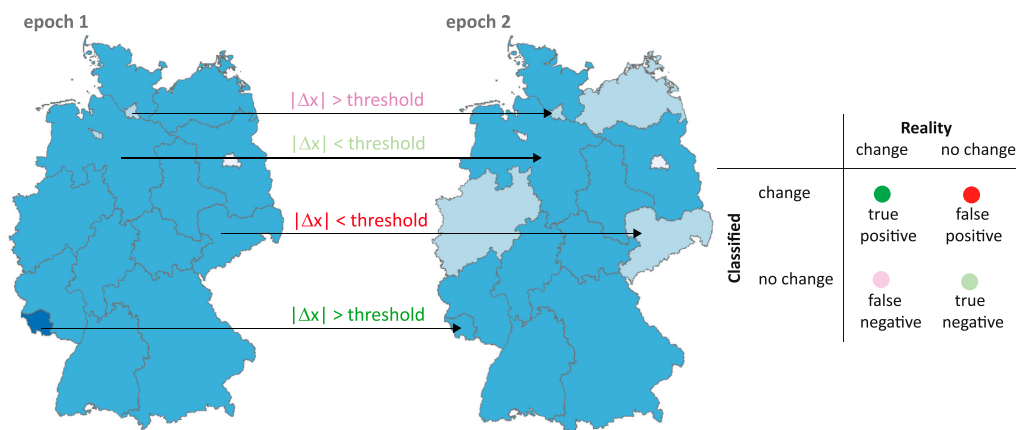 epoch 1
epoch 2
|Δx| > threshold
|Δx| < threshold
|Δx| < threshold
|Δx| > threshold
Reality
change no change
Classified
change
true positive
false positive
no change
false negative
true negative